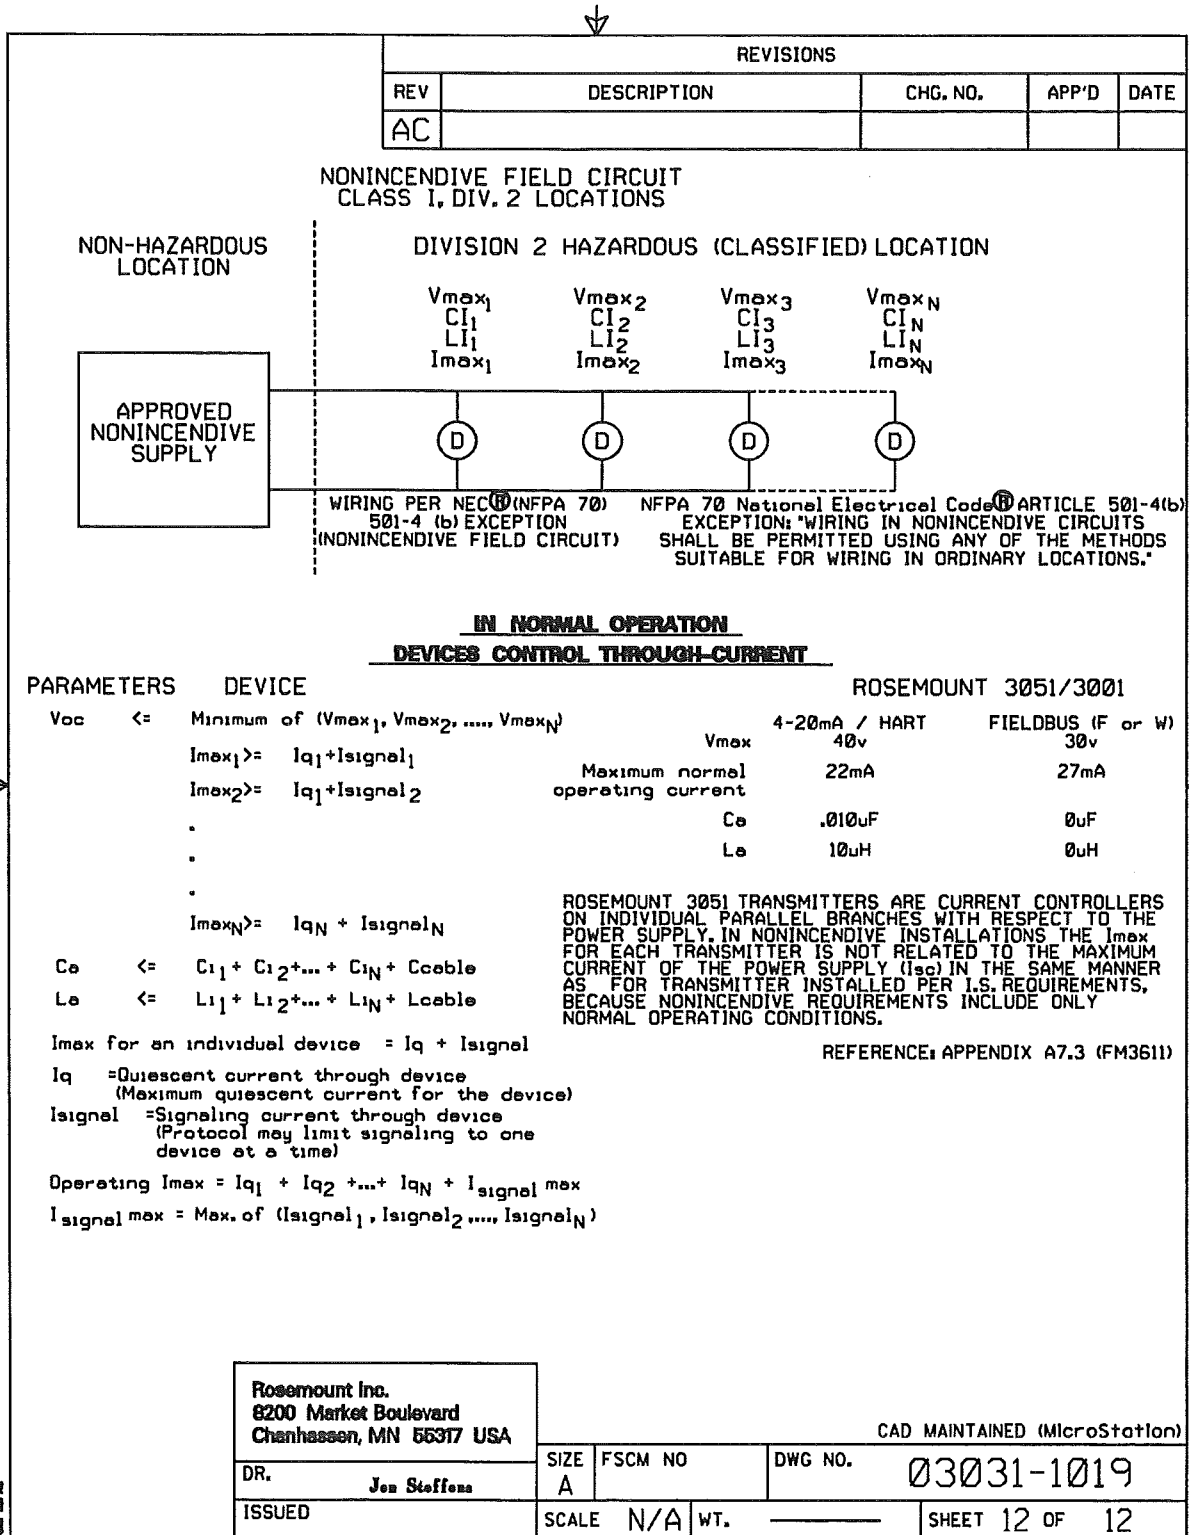 REVISIONS
REV DESCRIPTION CHG. NO. APP'D DATE
AC
NONINCENDIVE FIELD CIRCUIT
CLASS I, DIV. 2 LOCATIONS
NON-HAZARDOUS
LOCATION
DIVISION 2 HAZARDOUS (CLASSIFIED) LOCATION
Vmax1 Vmax2 Vmax3 VmaxN
CI1 CI2 CI3 CIN
LI1 LI2 LI3 LIN
Imax1 Imax2 Imax3 ImaxN
APPROVED
NONINCENDIVE
SUPPLY
D D D D
WIRING PER NEC®(NFPA 70)
501-4 (b) EXCEPTION
(NONINCENDIVE FIELD CIRCUIT)
NFPA 70 National Electrical Code® ARTICLE 501-4(b)
EXCEPTION: "WIRING IN NONINCENDIVE CIRCUITS
SHALL BE PERMITTED USING ANY OF THE METHODS
SUITABLE FOR WIRING IN ORDINARY LOCATIONS."
IN NORMAL OPERATION
DEVICES CONTROL THROUGH-CURRENT
PARAMETERS DEVICE
Voc <= Minimum of (Vmax1, Vmax2, ...., VmaxN)
Imax1>= Iq1+Isignal1
Imax2>= Iq1+Isignal2
.
.
.
ImaxN>= IqN + IsignalN
Ca <= Ci1+ Ci2+...+ CiN+ Ccable
La <= Li1+ Li2+...+ LiN+ Lcable
Imax for an individual device = Iq + Isignal
Iq =Quiescent current through device
(Maximum quiescent current for the device)
Isignal =Signaling current through device
(Protocol may limit signaling to one
device at a time)
Operating Imax = Iq1 + Iq2 +...+ IqN + Isignal max
Isignal max = Max. of (Isignal1, Isignal2,...., IsignalN)
ROSEMOUNT 3051/3001
4-20mA / HART FIELDBUS (F or W)
Vmax 40v 30v
Maximum normal 22mA 27mA
operating current
Ca .010uF 0uF
La 10uH 0uH
ROSEMOUNT 3051 TRANSMITTERS ARE CURRENT CONTROLLERS
ON INDIVIDUAL PARALLEL BRANCHES WITH RESPECT TO THE
POWER SUPPLY. IN NONINCENDIVE INSTALLATIONS THE Imax
FOR EACH TRANSMITTER IS NOT RELATED TO THE MAXIMUM
CURRENT OF THE POWER SUPPLY (Isc) IN THE SAME MANNER
AS FOR TRANSMITTER INSTALLED PER I.S. REQUIREMENTS,
BECAUSE NONINCENDIVE REQUIREMENTS INCLUDE ONLY
NORMAL OPERATING CONDITIONS.
REFERENCE: APPENDIX A7.3 (FM3611)
Rosemount Inc.
8200 Market Boulevard
Chanhassen, MN 55317 USA
CAD MAINTAINED (MicroStation)
DR. Jon Steffens
SIZE A
FSCM NO
DWG NO. 03031-1019
ISSUED
SCALE N/A WT. SHEET 12 OF 12